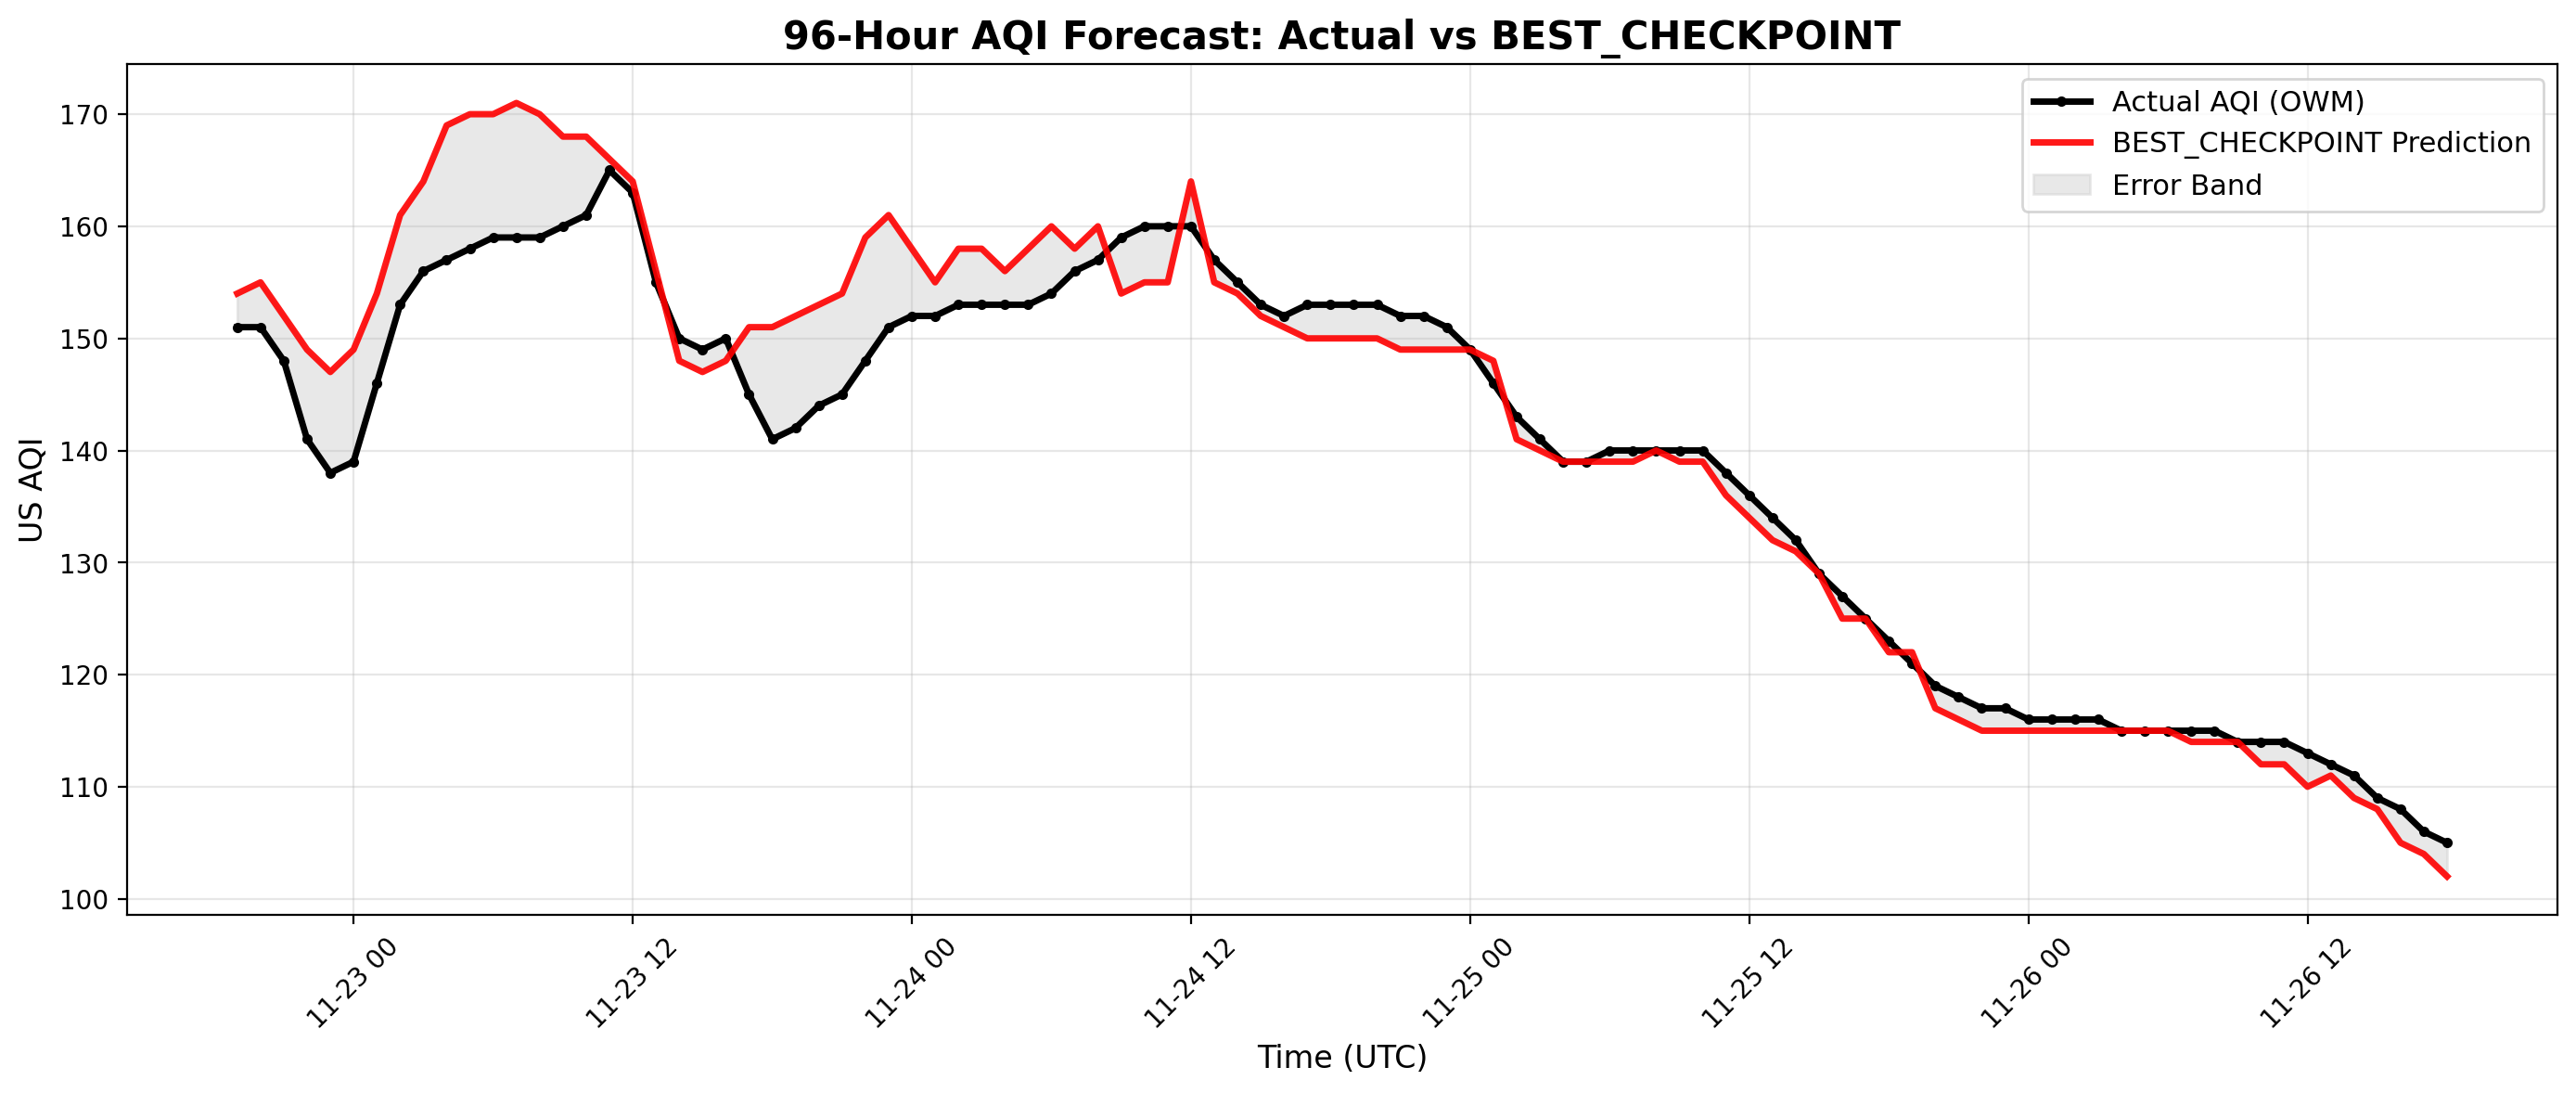 96-Hour AQI Forecast: Actual vs BEST_CHECKPOINT
Actual AQI (OWM)
BEST_CHECKPOINT Prediction
Error Band
US AQI
170
160
150
140
130
120
110
100
11-23 00
11-23 12
11-24 00
11-24 12
11-25 00
11-25 12
11-26 00
11-26 12
Time (UTC)